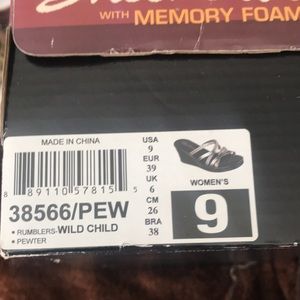 WITH MEMORY FOAM
MADE IN CHINA
8 89110 57815 5
38566/PEW
• RUMBLERS-WILD CHILD
• PEWTER
USA
9
EUR
39
UK
6
CM
26
BRA
38
WOMEN'S
9